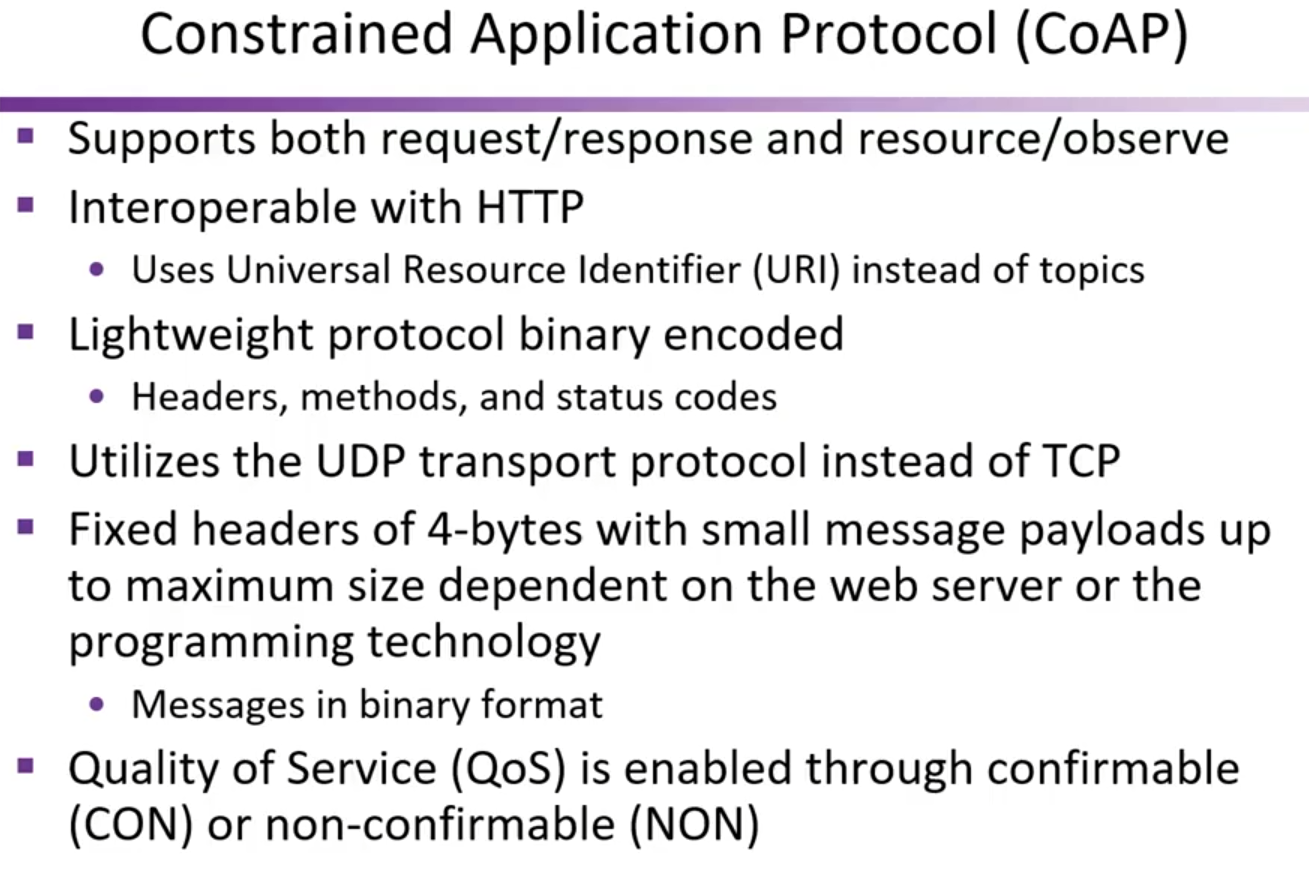 Constrained Application Protocol (CoAP)
Supports both request/response and resource/observe
Interoperable with HTTP
Uses Universal Resource Identifier (URI) instead of topics
Lightweight protocol binary encoded
Headers, methods, and status codes
Utilizes the UDP transport protocol instead of TCP
Fixed headers of 4-bytes with small message payloads up
to maximum size dependent on the web server or the
programming technology
Messages in binary format
Quality of Service (QoS) is enabled through confirmable
(CON) or non-confirmable (NON)